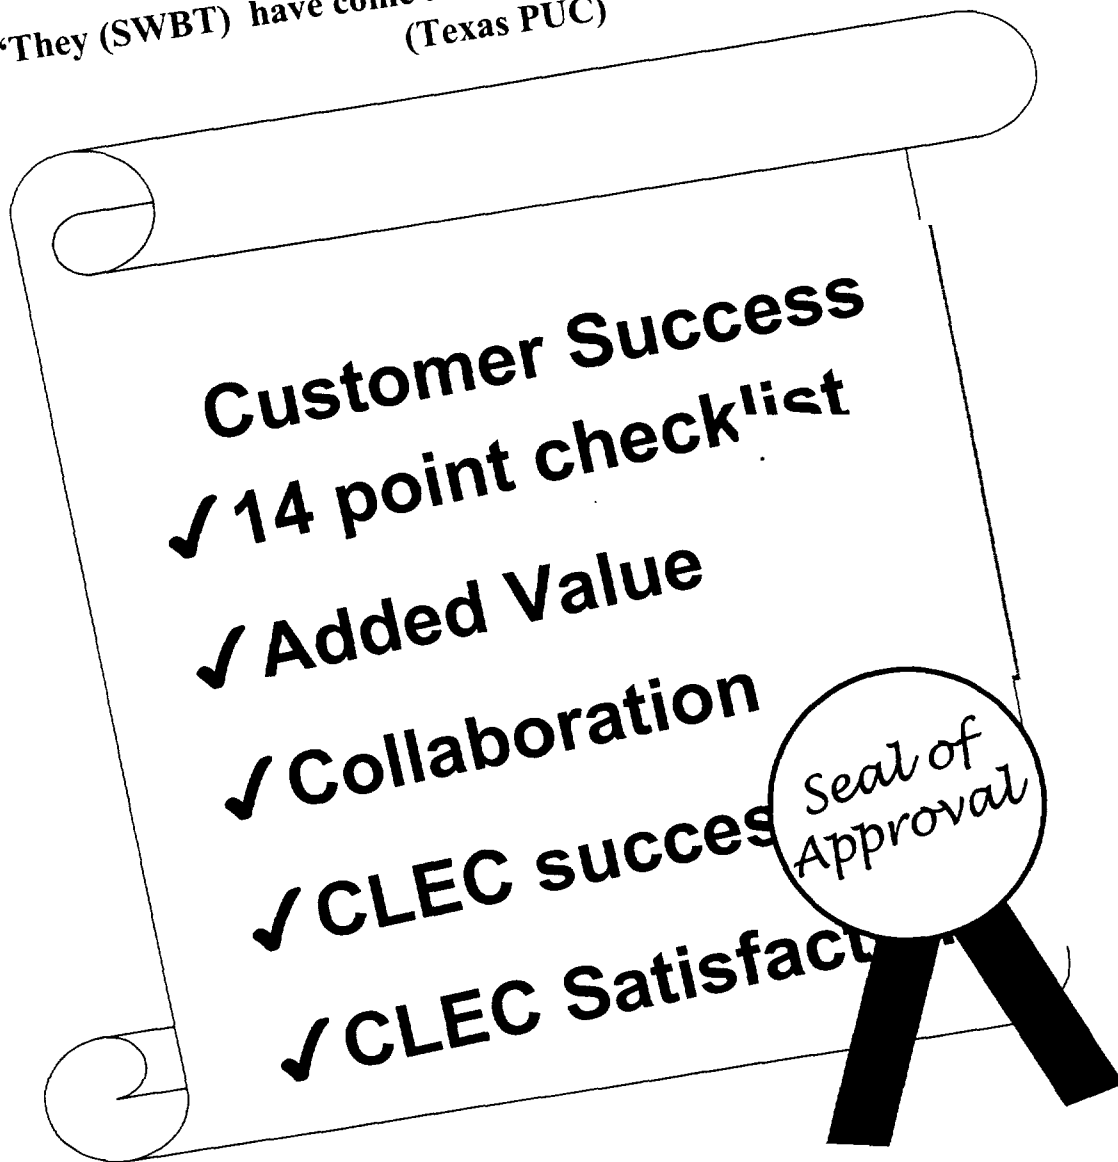 “They (SWBT) have come
(Texas PUC)
Customer Success
✓14 point checklist
✓Added Value
✓Collaboration
✓CLEC succes
✓CLEC Satisfact
Seal of
Approval